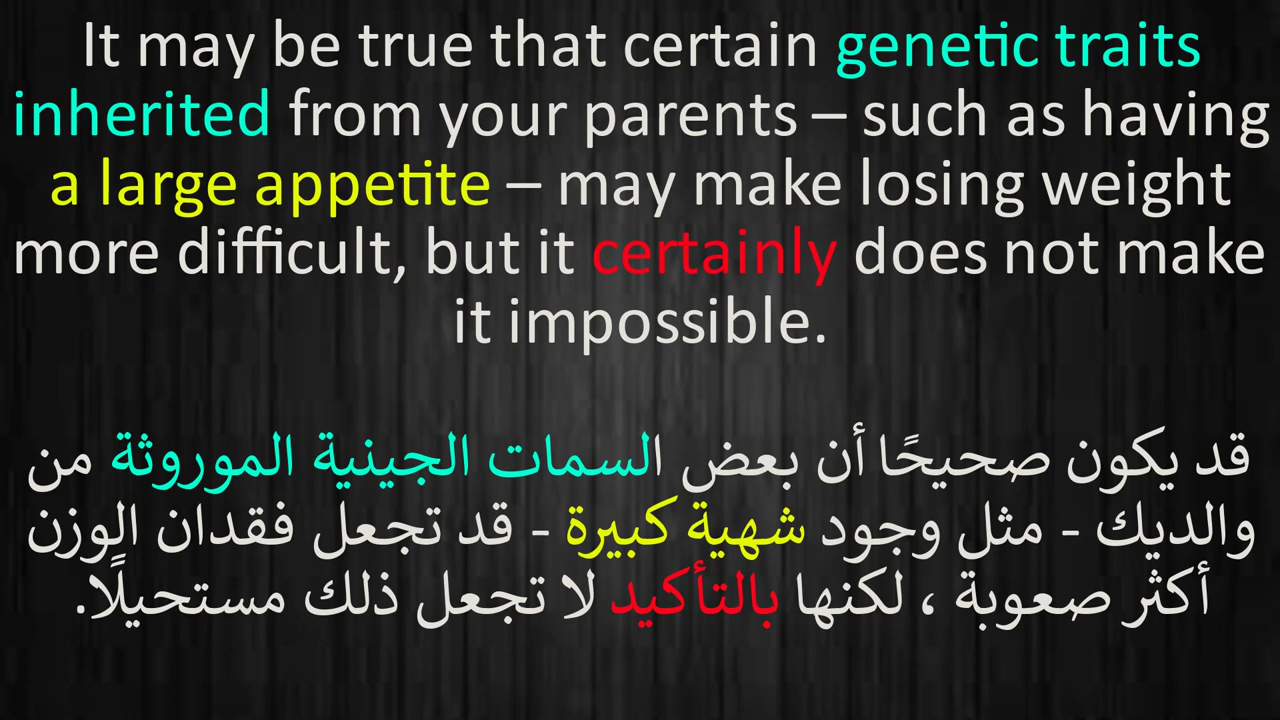 It may be true that certain genetic traits
inherited from your parents – such as having
a large appetite – may make losing weight
more difficult, but it certainly does not make
it impossible.
قد يكون صحيحًا أن بعض السمات الجينية الموروثة من
والديك - مثل وجود شهية كبيرة - قد تجعل فقدان الوزن
أكثر صعوبة ، لكنها بالتأكيد لا تجعل ذلك مستحيلًا.